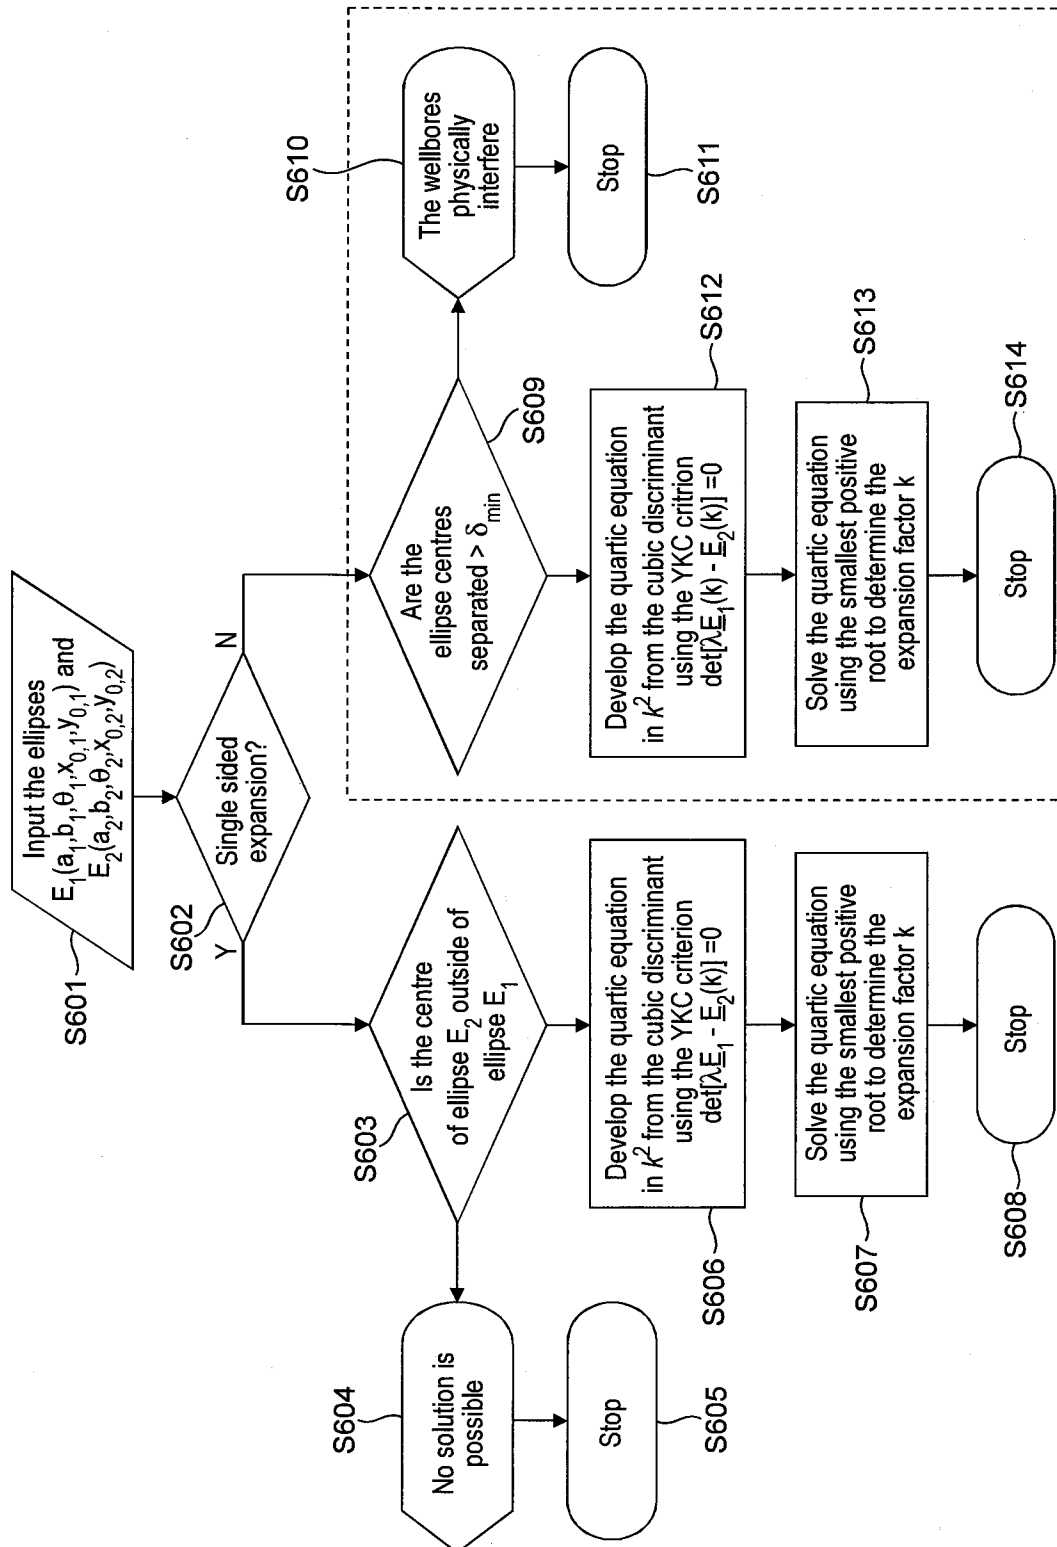 Input the ellipses
E₁(a₁,b₁,θ₁,x₀,₁,y₀,₁) and
E₂(a₂,b₂,θ₂,x₀,₂,y₀,₂)
S601
Single sided
expansion?
S602
Y
N
Is the centre
of ellipse E₂ outside of
ellipse E₁
S603
No solution is
possible
S604
Stop
S605
Develop the quartic equation
in k² from the cubic discriminant
using the YKC criterion
det[λE₁ - E₂(k)] =0
S606
Solve the quartic equation
using the smallest positive
root to determine the
expansion factor k
S607
Stop
S608
Are the
ellipse centres
separated > δmin
S609
The wellbores
physically
interfere
S610
Stop
S611
Develop the quartic equation
in k² from the cubic discriminant
using the YKC critrion
det[λE₁(k) - E₂(k)] =0
S612
Solve the quartic equation
using the smallest positive
root to determine the
expansion factor k
S613
Stop
S614